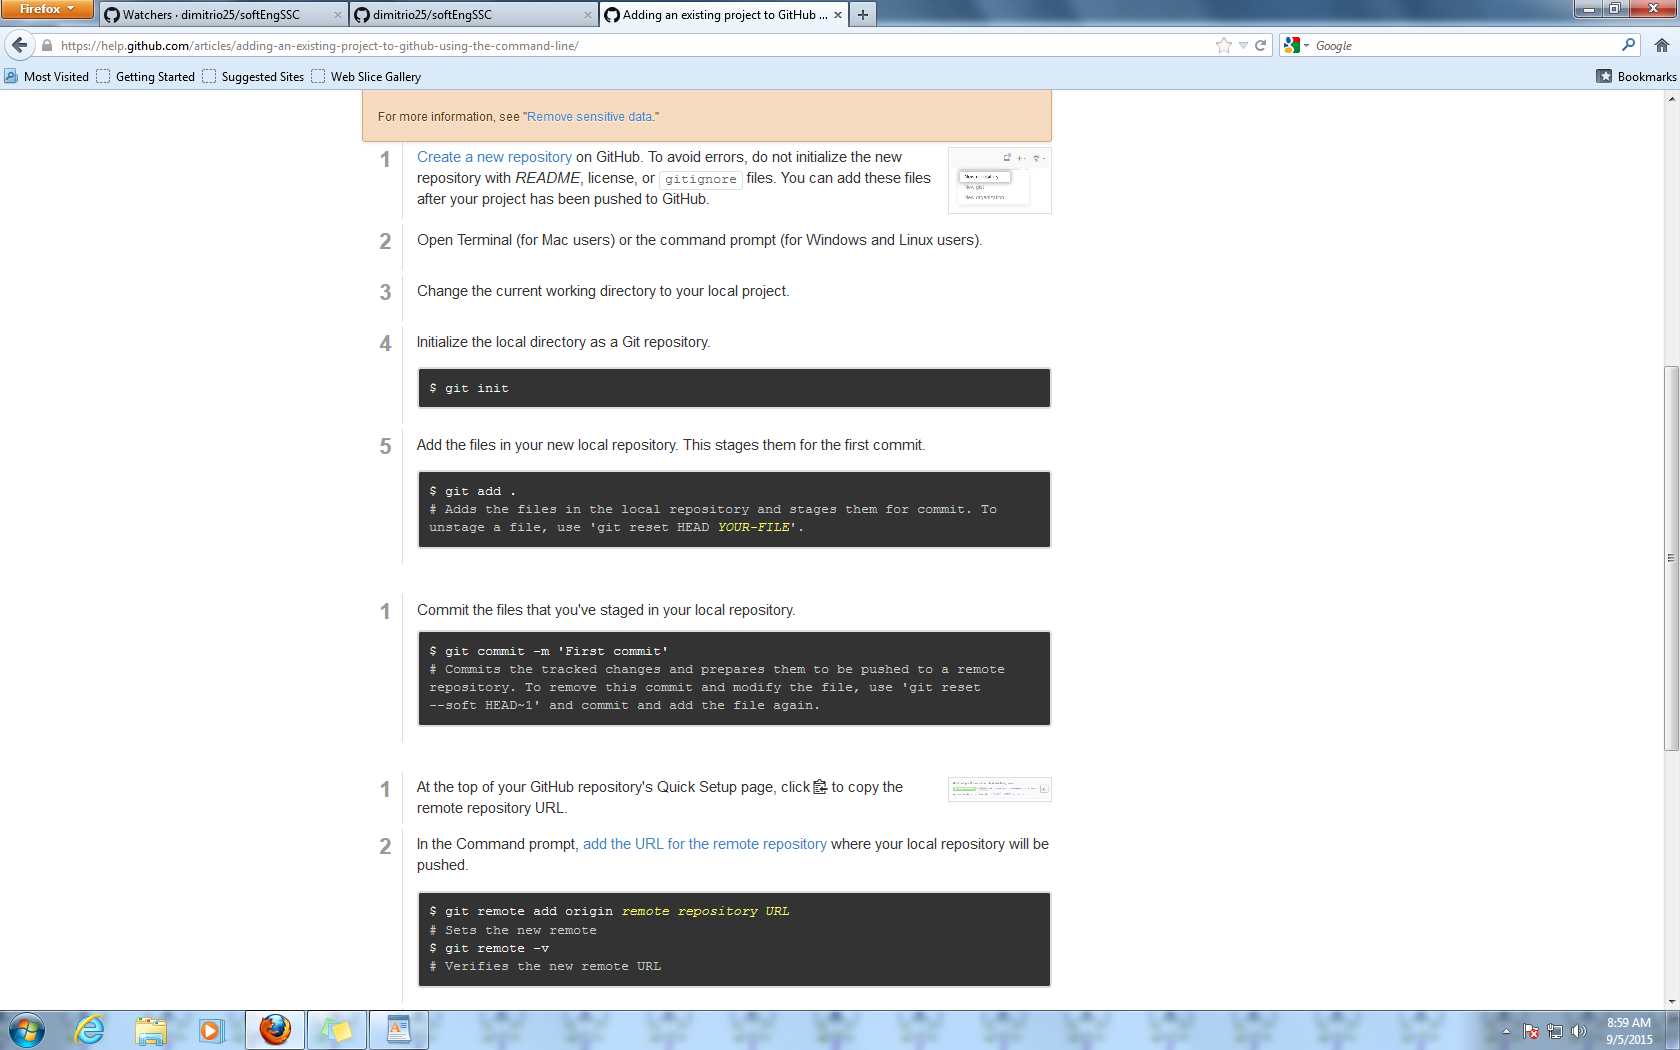 Firefox
Watchers · dimitrio25/softEngSSC
dimitrio25/softEngSSC
Adding an existing project to GitHub ...
https://help.github.com/articles/adding-an-existing-project-to-github-using-the-command-line/
Google
Most Visited
Getting Started
Suggested Sites
Web Slice Gallery
Bookmarks
For more information, see "Remove sensitive data."
1
Create a new repository on GitHub. To avoid errors, do not initialize the new
repository with README, license, or gitignore files. You can add these files
after your project has been pushed to GitHub.
New repository
New gist
New organization
2
Open Terminal (for Mac users) or the command prompt (for Windows and Linux users).
3
Change the current working directory to your local project.
4
Initialize the local directory as a Git repository.
$ git init
5
Add the files in your new local repository. This stages them for the first commit.
$ git add .
# Adds the files in the local repository and stages them for commit. To
unstage a file, use 'git reset HEAD YOUR-FILE'.
1
Commit the files that you've staged in your local repository.
$ git commit -m 'First commit'
# Commits the tracked changes and prepares them to be pushed to a remote
repository. To remove this commit and modify the file, use 'git reset
--soft HEAD~1' and commit and add the file again.
1
At the top of your GitHub repository's Quick Setup page, click to copy the
remote repository URL.
2
In the Command prompt, add the URL for the remote repository where your local repository will be
pushed.
$ git remote add origin remote repository URL
# Sets the new remote
$ git remote -v
# Verifies the new remote URL
8:59 AM
9/5/2015